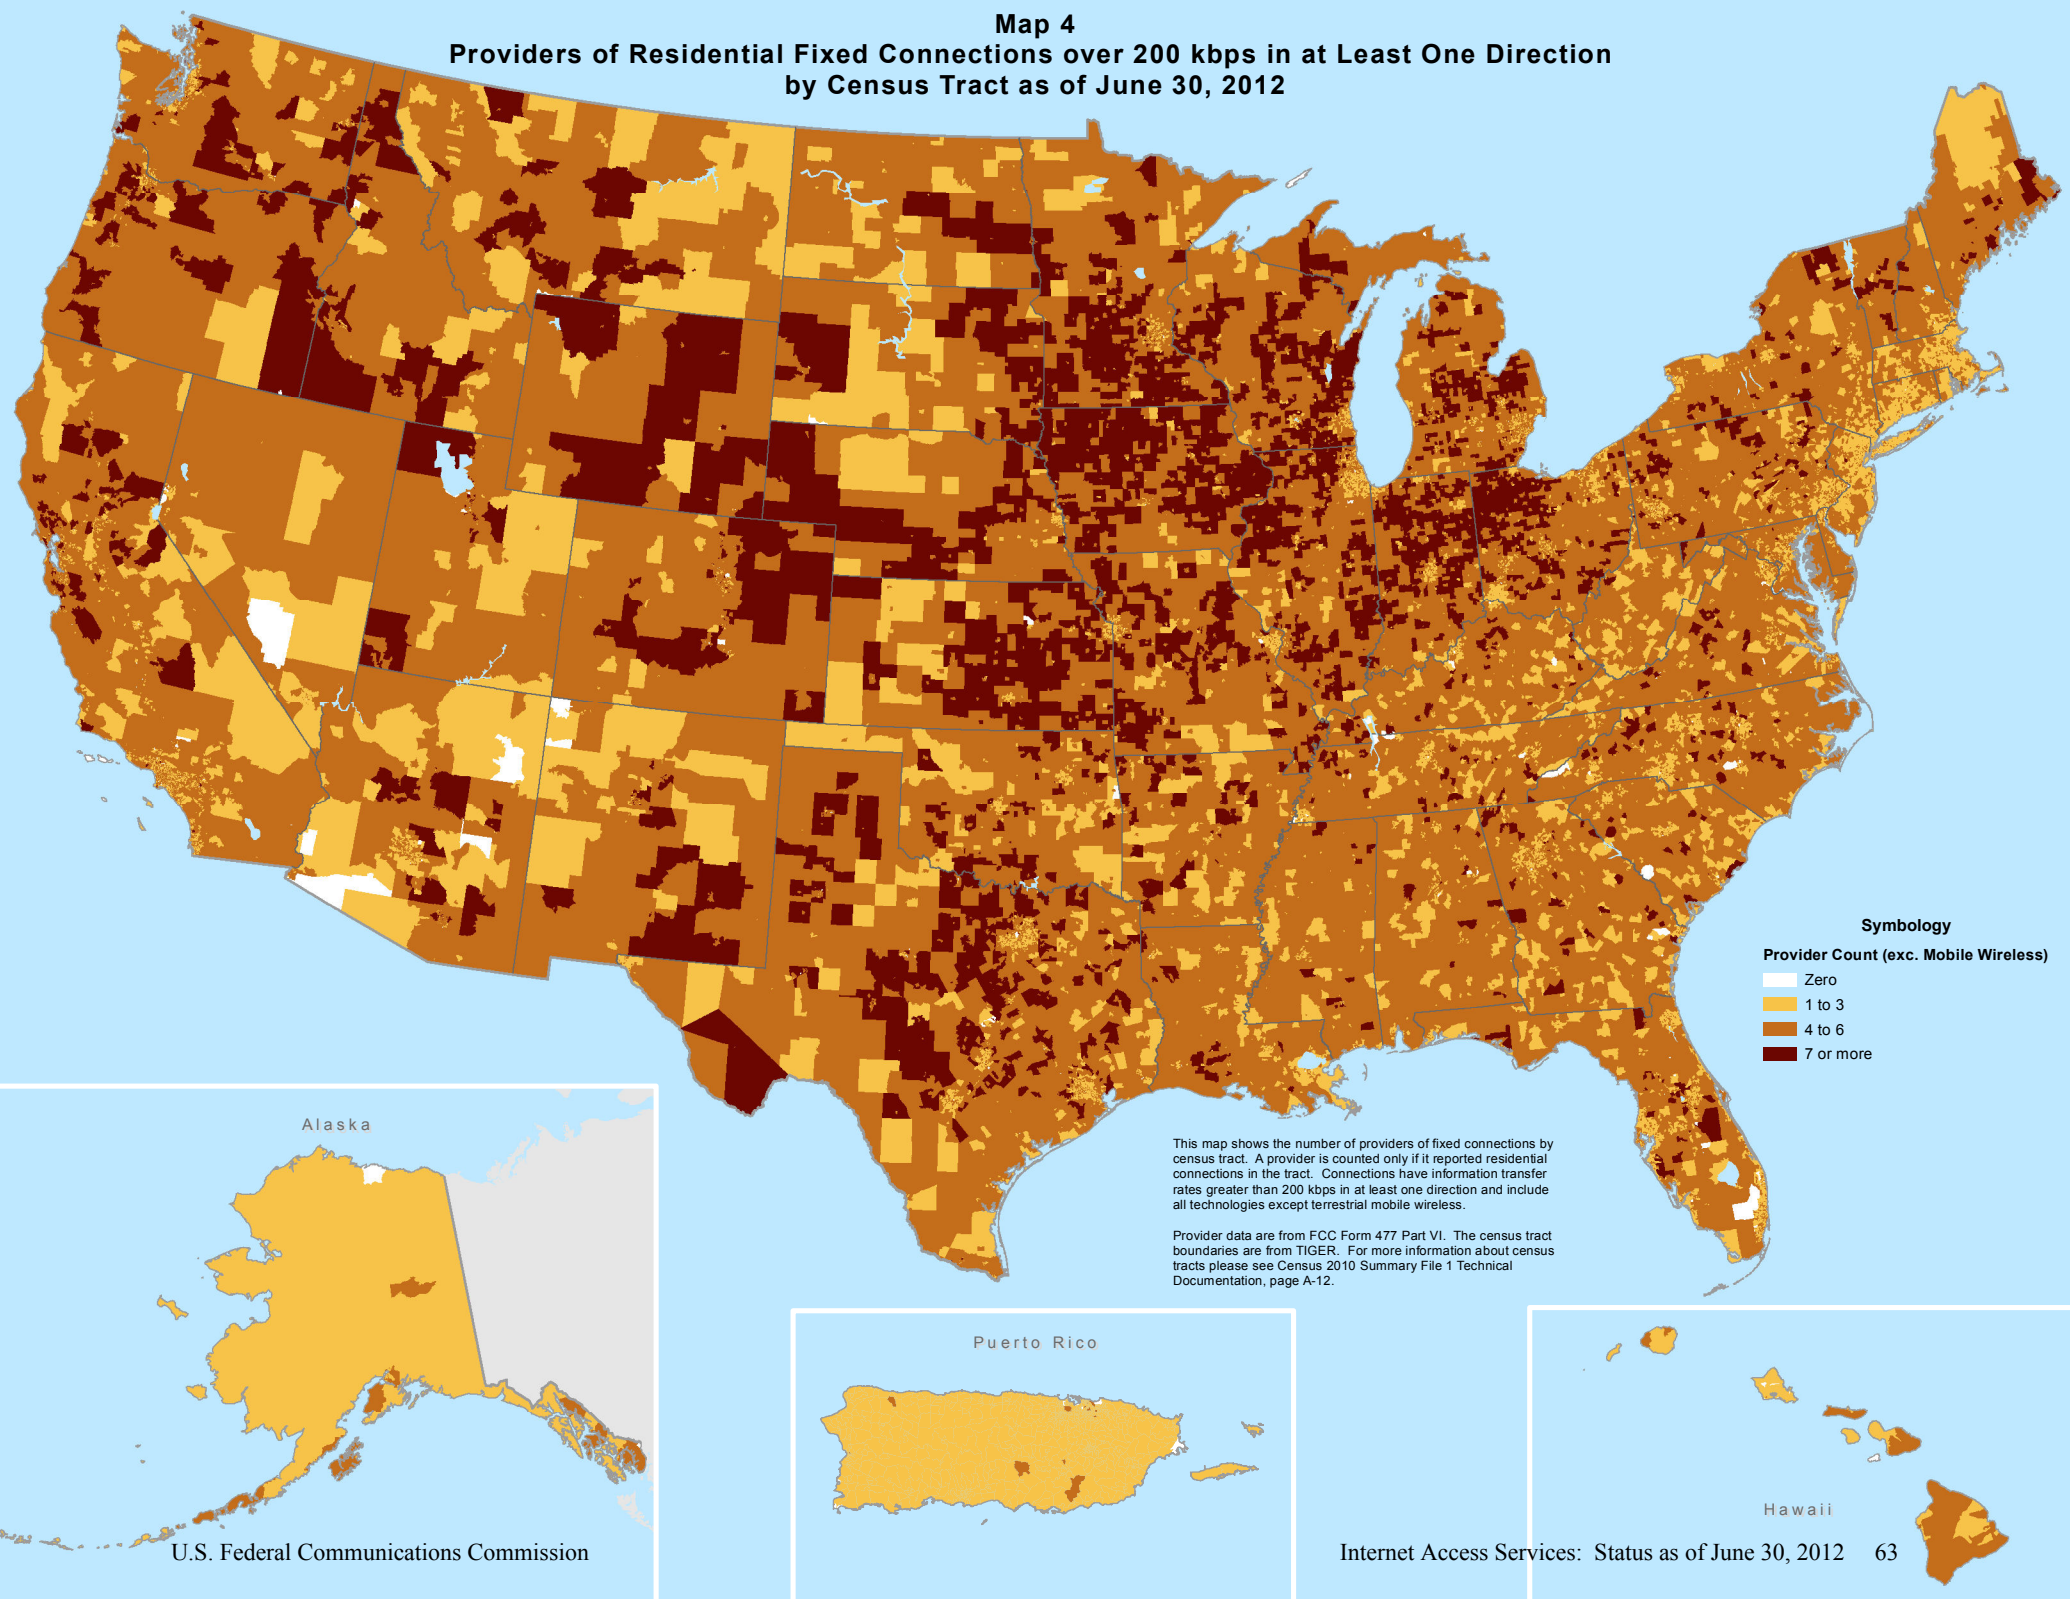 Map 4
Providers of Residential Fixed Connections over 200 kbps in at Least One Direction
by Census Tract as of June 30, 2012
Symbology
Provider Count (exc. Mobile Wireless)
Zero
1 to 3
4 to 6
7 or more
Alaska
This map shows the number of providers of fixed connections by
census tract. A provider is counted only if it reported residential
connections in the tract. Connections have information transfer
rates greater than 200 kbps in at least one direction and include
all technologies except terrestrial mobile wireless.
Provider data are from FCC Form 477 Part VI. The census tract
boundaries are from TIGER. For more information about census
tracts please see Census 2010 Summary File 1 Technical
Documentation, page A-12.
Puerto Rico
Hawaii
U.S. Federal Communications Commission
Internet Access Services: Status as of June 30, 2012 63